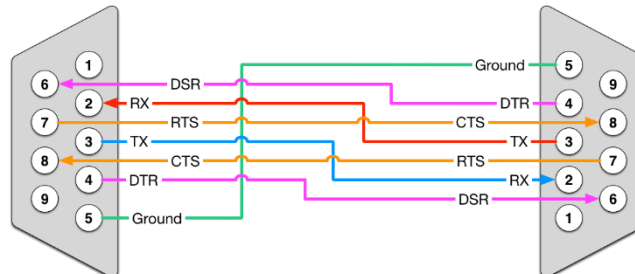 1 Ground 5
6 DSR 9
2 RX DTR 4
7 RTS CTS 8
3 TX TX 3
8 CTS RTS 7
4 DTR RX 2
9 DSR 6
5 Ground 1